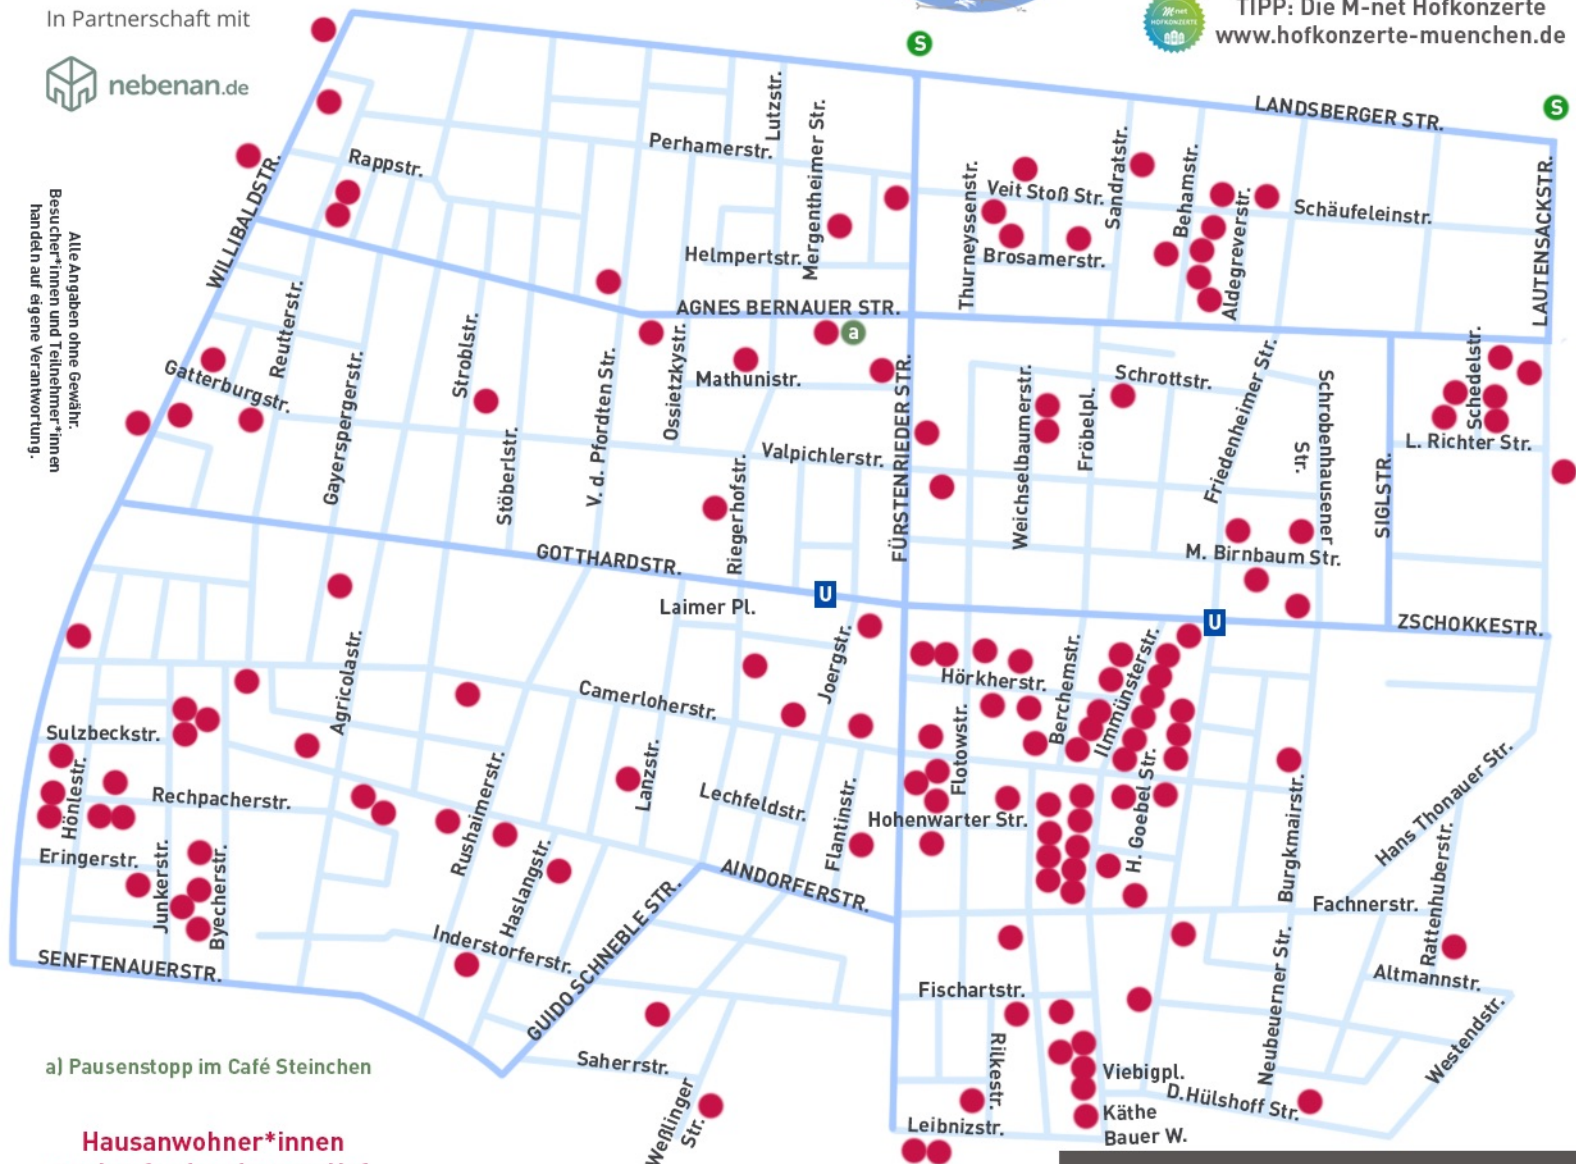 In Partnerschaft mit
nebenan.de
M-net
HOFKONZERTE
TIPP: Die M-net Hofkonzerte
www.hofkonzerte-muenchen.de
S
S
LANDSBERGER STR.
Lutzstr.
Mergentheimer Str.
Perhamerstr.
Rappstr.
WILLIBALDSTR.
Thurneyssenstr.
Veit Stoß Str.
Sandratstr.
Behamstr.
Aldegreverstr.
Schäufeleinstr.
LAUTENSACKSTR.
Helmpertstr.
Brosamerstr.
Alle Angaben ohne Gewähr.
Besucher*innen und Teilnehmer*innen
handeln auf eigene Verantwortung.
AGNES BERNAUER STR.
a
Reutterstr.
Gatterburgstr.
Gayerspergerstr.
Stroblstr.
Stöberlstr.
V. d. Pfordten Str.
Ossietzkystr.
Mathunistr.
Valpichlerstr.
Riegerhofstr.
FÜRSTENRIEDER STR.
Weichselbaumerstr.
Fröbelpl.
Schrottstr.
Friedenheimer Str.
Schrobenhausener
Str.
SIGLSTR.
Schedelstr.
L. Richter Str.
M. Birnbaum Str.
GOTTHARDSTR.
Laimer Pl.
U
U
ZSCHOKKESTR.
Agricolastr.
Camerloherstr.
Joergstr.
Hörkherstr.
Berchemstr.
Ilmmünsterstr.
Flotowstr.
H. Goebel Str.
Sulzbeckstr.
Hönlestr.
Rechpacherstr.
Eringerstr.
Junkerstr.
Byecherstr.
Rushaimerstr.
Haslangstr.
Lanzstr.
Lechfeldstr.
Flantinstr.
Hohenwarter Str.
Burgkmairstr.
Hans Thonauer Str.
Rattenhuberstr.
AINDORFERSTR.
Fachnerstr.
Altmannstr.
SENFTENAUERSTR.
Inderstorferstr.
GUIDO SCHNEBLE STR.
Fischartstr.
Rilkestr.
Neubeuerner Str.
Westendstr.
Saherrstr.
Weßlinger
Str.
Viebigpl.
D.Hülshoff Str.
Käthe
Bauer W.
Leibnizstr.
a) Pausenstopp im Café Steinchen
Hausanwohner*innen